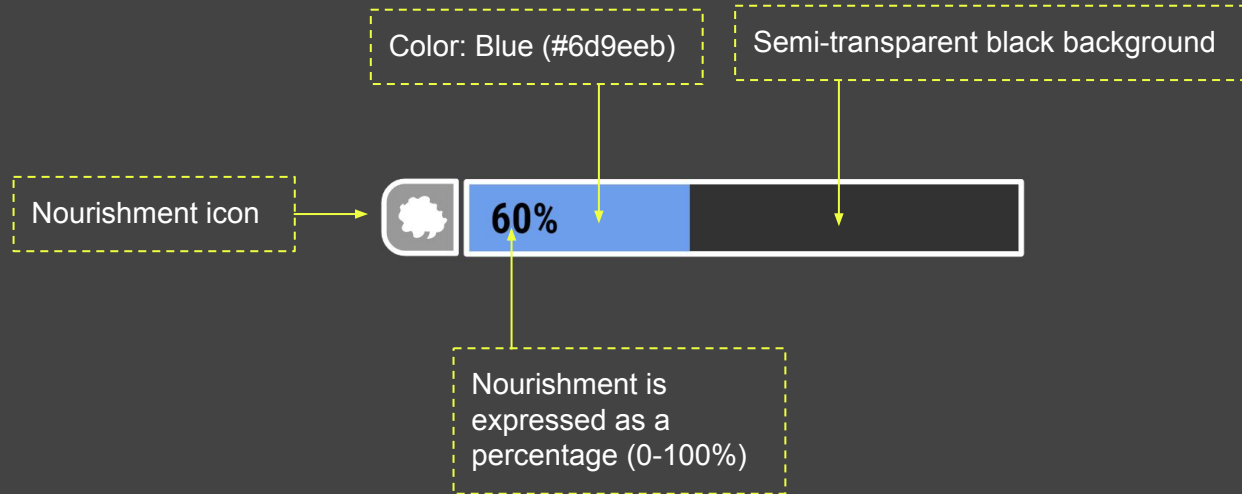 Color: Blue (#6d9eeb)
Semi-transparent black background
Nourishment icon
60%
Nourishment is
expressed as a
percentage (0-100%)